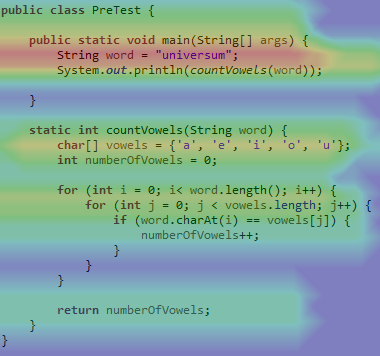 public class PreTest {
    public static void main(String[] args) {
        String word = "universum";
        System.out.println(countVowels(word));
    }
    static int countVowels(String word) {
        char[] vowels = {'a', 'e', 'i', 'o', 'u'};
        int numberOfVowels = 0;
        for (int i = 0; i< word.length(); i++) {
            for (int j = 0; j < vowels.length; j++) {
                if (word.charAt(i) == vowels[j]) {
                    numberOfVowels++;
                }
            }
        }
        return numberOfVowels;
    }
}